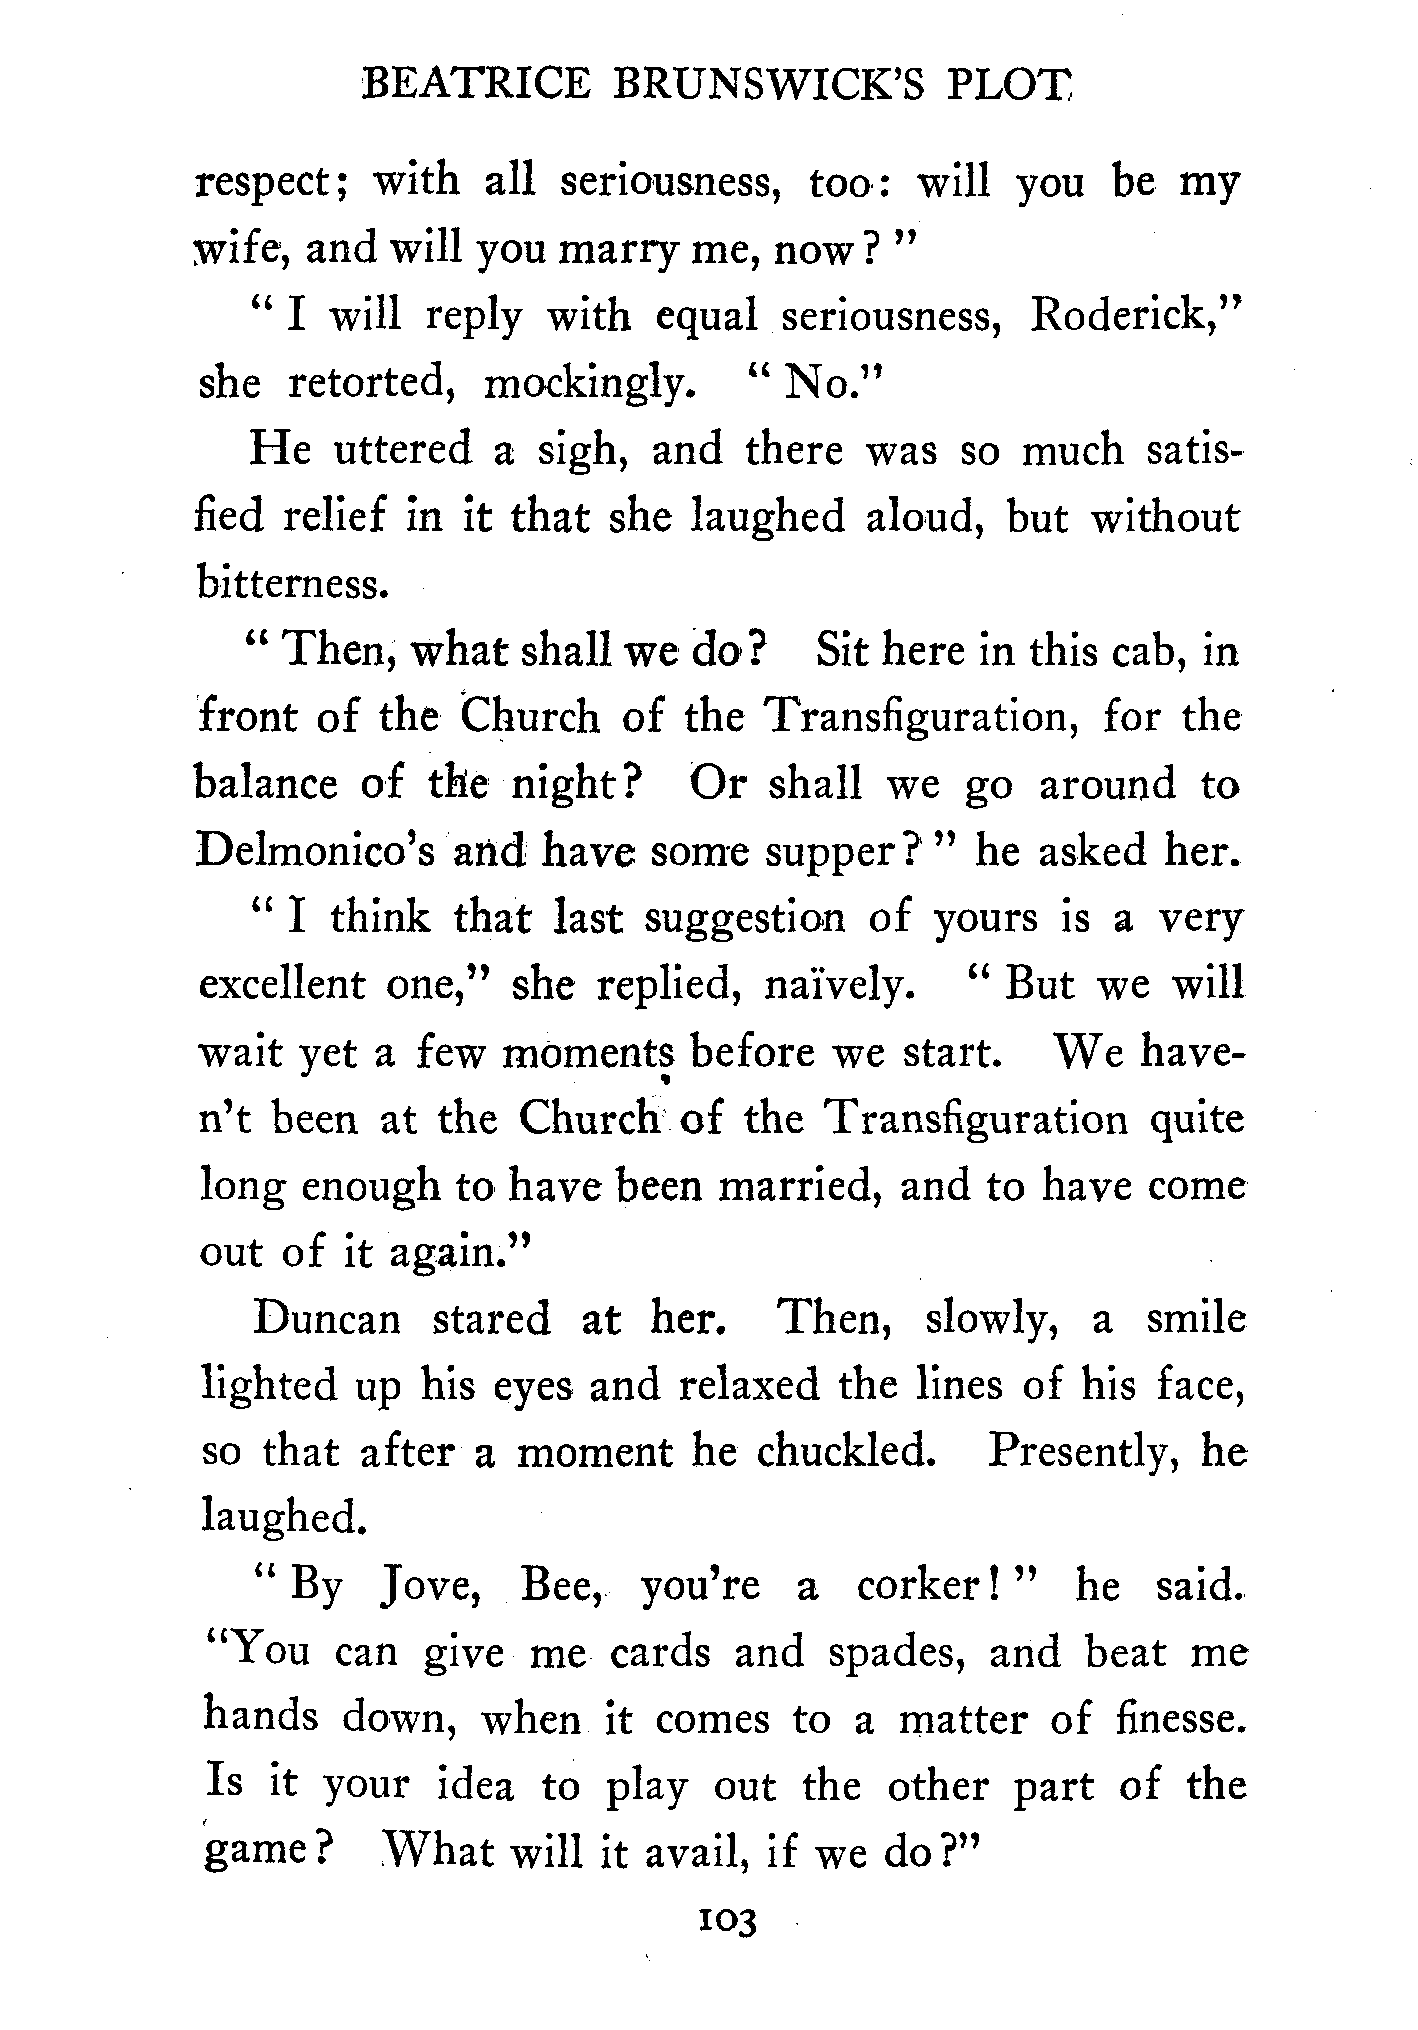 BEATRICE BRUNSWICK'S PLOT
respect; with all seriousness, too: will you be my
wife, and will you marry me, now?"
"I will reply with equal seriousness, Roderick,"
she retorted, mockingly. "No."
He uttered a sigh, and there was so much satis-
fied relief in it that she laughed aloud, but without
bitterness.
"Then, what shall we do? Sit here in this cab, in
front of the Church of the Transfiguration, for the
balance of the night? Or shall we go around to
Delmonico's and have some supper?" he asked her.
"I think that last suggestion of yours is a very
excellent one," she replied, naïvely. "But we will
wait yet a few moments before we start. We have-
n't been at the Church of the Transfiguration quite
long enough to have been married, and to have come
out of it again."
Duncan stared at her. Then, slowly, a smile
lighted up his eyes and relaxed the lines of his face,
so that after a moment he chuckled. Presently, he
laughed.
"By Jove, Bee, you're a corker!" he said.
"You can give me cards and spades, and beat me
hands down, when it comes to a matter of finesse.
Is it your idea to play out the other part of the
game? What will it avail, if we do?"
103